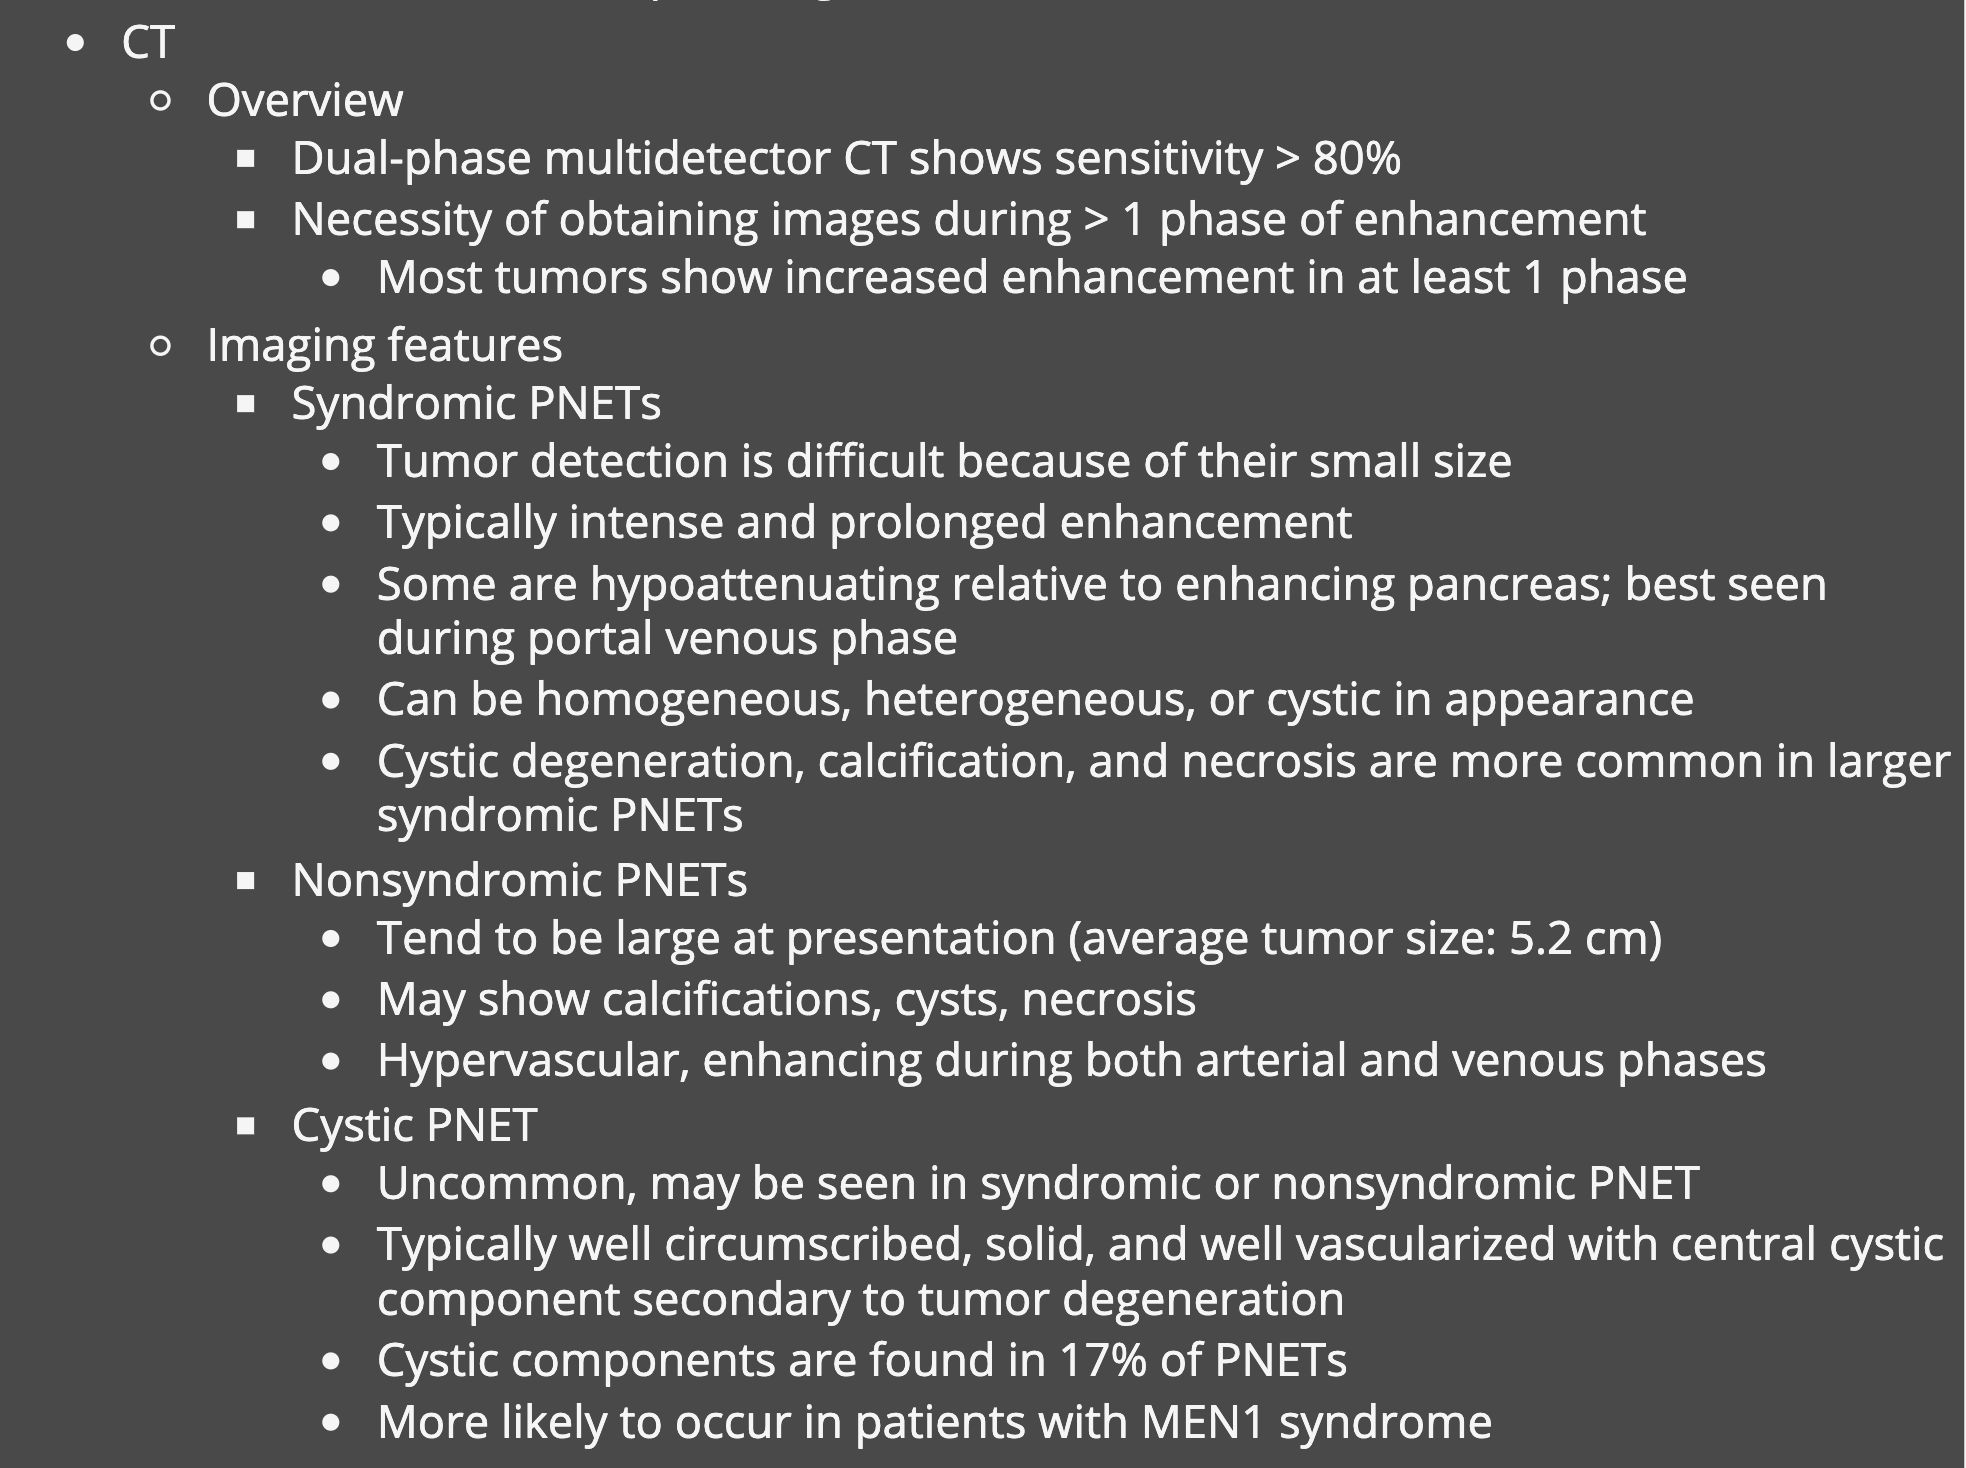 CT
Overview
Dual-phase multidetector CT shows sensitivity > 80%
Necessity of obtaining images during > 1 phase of enhancement
Most tumors show increased enhancement in at least 1 phase
Imaging features
Syndromic PNETs
Tumor detection is difficult because of their small size
Typically intense and prolonged enhancement
Some are hypoattenuating relative to enhancing pancreas; best seen
during portal venous phase
Can be homogeneous, heterogeneous, or cystic in appearance
Cystic degeneration, calcification, and necrosis are more common in larger
syndromic PNETs
Nonsyndromic PNETs
Tend to be large at presentation (average tumor size: 5.2 cm)
May show calcifications, cysts, necrosis
Hypervascular, enhancing during both arterial and venous phases
Cystic PNET
Uncommon, may be seen in syndromic or nonsyndromic PNET
Typically well circumscribed, solid, and well vascularized with central cystic
component secondary to tumor degeneration
Cystic components are found in 17% of PNETs
More likely to occur in patients with MEN1 syndrome